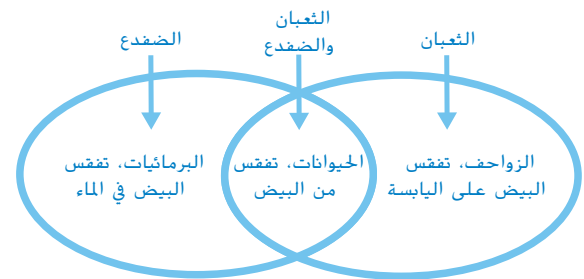 الثعبان
الثعبان
والضفدع
الضفدع
الزواحف، تفقس
البيض على اليابسة
الحيوانات، تفقس
من البيض
البرمائيات، تفقس
البيض في الماء